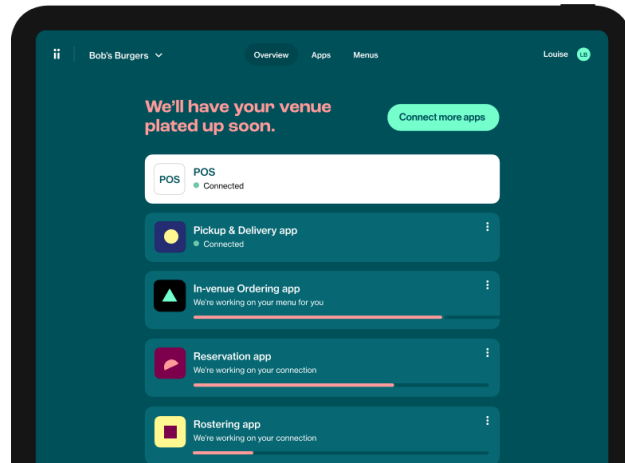 ii
Bob's Burgers
Overview
Apps
Menus
Louise
LB
We'll have your venue
plated up soon.
Connect more apps
POS
POS
Connected
Pickup & Delivery app
Connected
In-venue Ordering app
We're working on your menu for you
Reservation app
We're working on your connection
Rostering app
We're working on your connection